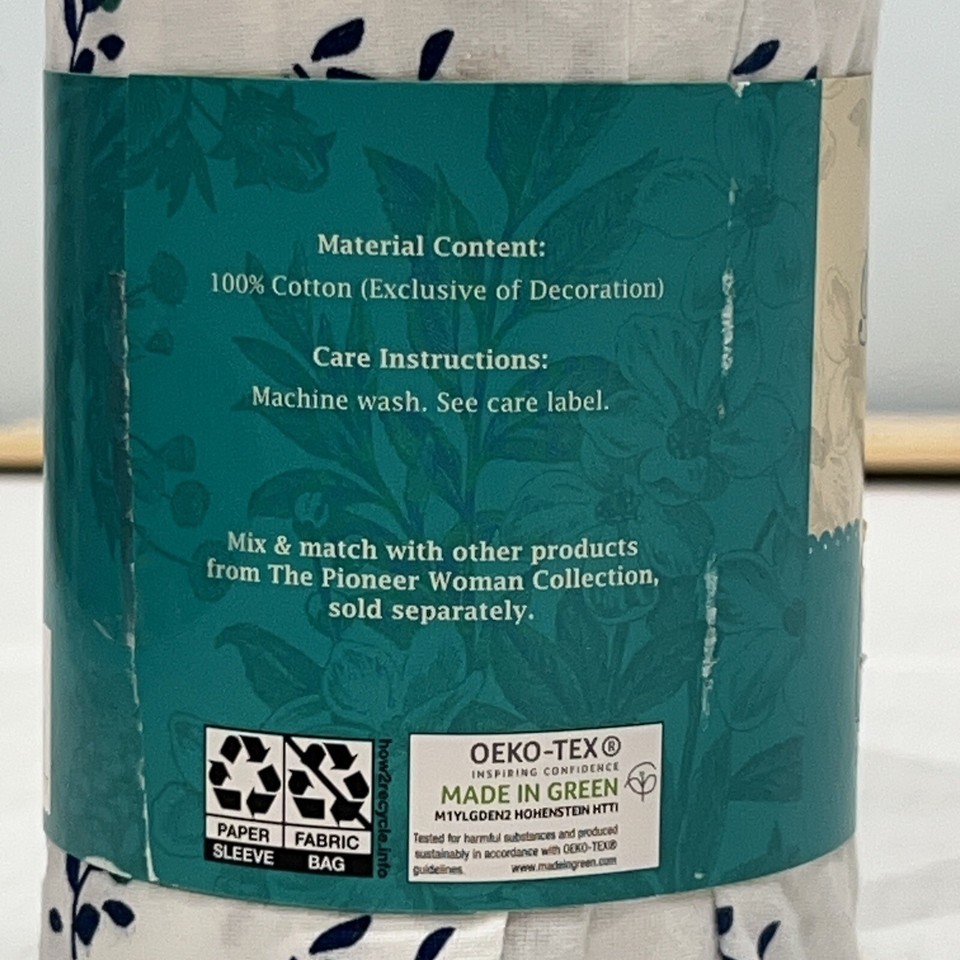 Material Content:
100% Cotton (Exclusive of Decoration)
Care Instructions:
Machine wash. See care label.
Mix & match with other products
from The Pioneer Woman Collection,
sold separately.
PAPER
SLEEVE
FABRIC
BAG
how2recycle.info
OEKO-TEX®
INSPIRING CONFIDENCE
MADE IN GREEN
M1YLGDEN2 HOHENSTEIN HTTI
Tested for harmful substances and produced
sustainably in accordance with OEKO-TEX®
guidelines. www.madeingreen.com